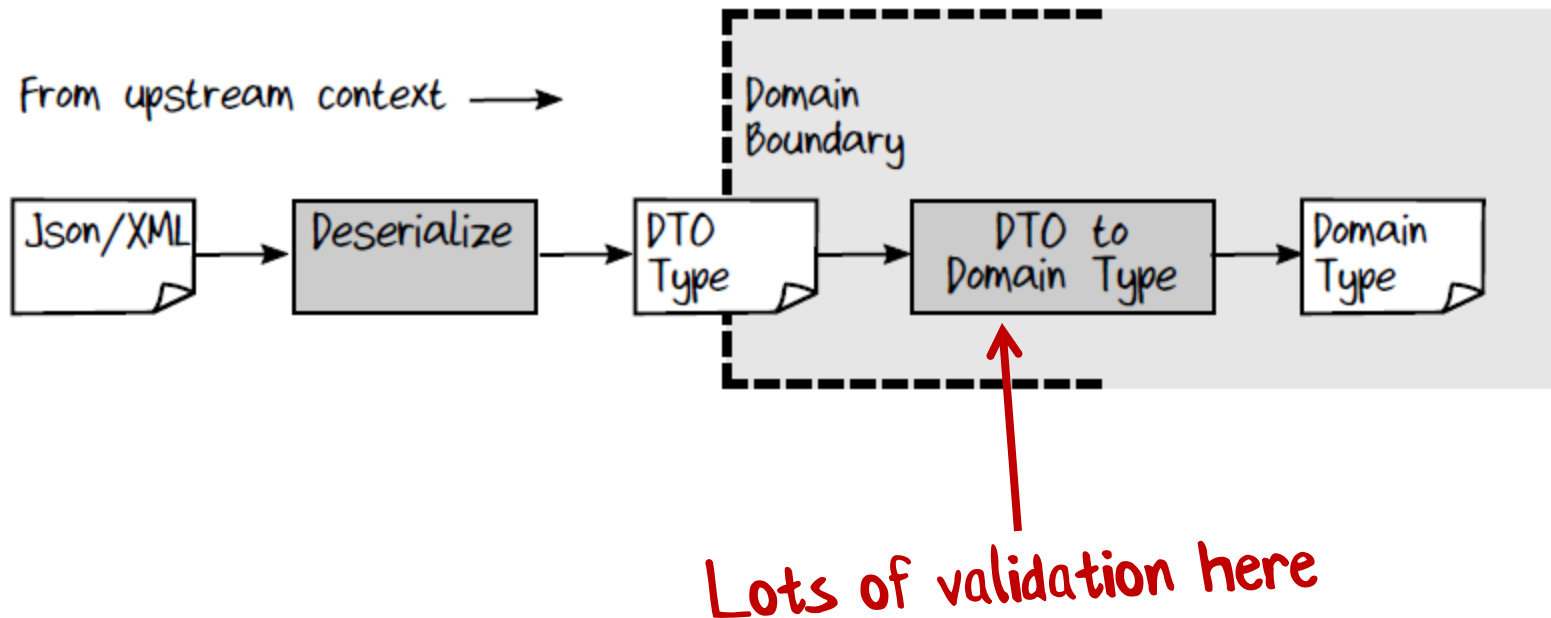 From upstream context
Domain
Boundary
Json/XML
Deserialize
DTO
Type
DTO to
Domain Type
Domain
Type
Lots of validation here